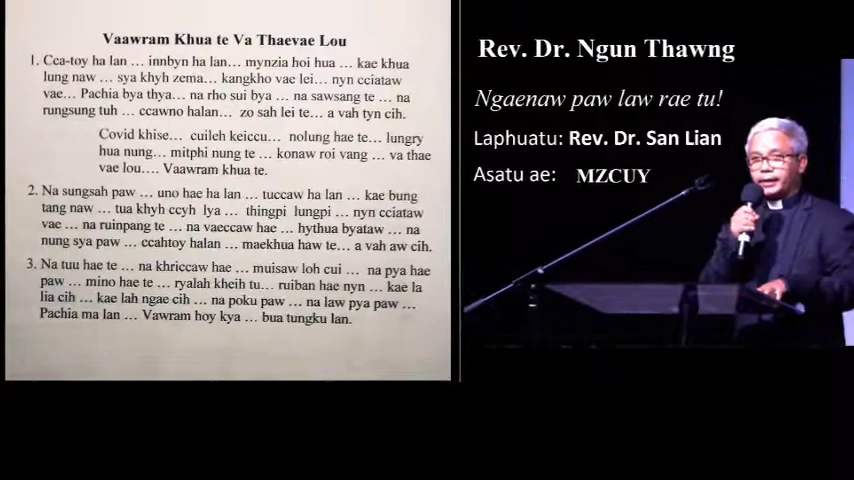 Vaawram Khua te Va Thaevae Lou
1. Cca-toy ha lan … innbyn ha lan… mynzia hoi hua … kae khua
lung naw … sya khyh zema… kangkho vae lei… nyn cciataw
vae… Pachia bya thya… na rho sui bya … na sawsang te … na
rungsung tuh … ccawno halan… zo sah lei te… a vah tyn cih.
Covid khise… cuileh keiccu… nolung hae te… lungry
hua nung… mitphi nung te … konaw roi vang … va thae
vae lou…. Vaawram khua te.
2. Na sungsah paw … uno hae ha lan … tuccaw ha lan … kae bung
tang naw … tua khyh ccyh lya … thingpi lungpi … nyn cciataw
vae … na ruinpang te … na vaeccaw hae … hythua byataw … na
nung sya paw … ccahtoy halan … maekhua haw te… a vah aw cih.
3. Na tuu hae te … na khriccaw hae … muisaw loh cui … na pya hae
paw … mino hae te … ryalah kheih tu… ruiban hae nyn … kae la
lia cih … kae lah ngae cih … na poku paw … na law pya paw …
Pachia ma lan … Vawram hoy kya … bua tungku lan.
Rev. Dr. Ngun Thawng
Ngaenaw paw law rae tu!
Laphuatu: Rev. Dr. San Lian
Asatu ae: MZCUY